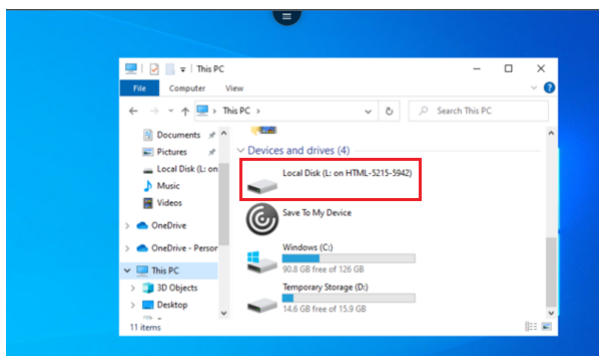 This PC
File Computer View
This PC
Search This PC
Documents
Pictures
Local Disk (L: on
Music
Videos
OneDrive
OneDrive - Person
This PC
3D Objects
Desktop
Devices and drives (4)
Local Disk (L: on HTML-5215-5942)
Save To My Device
Windows (C:)
90.8 GB free of 126 GB
Temporary Storage (D:)
14.6 GB free of 15.9 GB
11 items